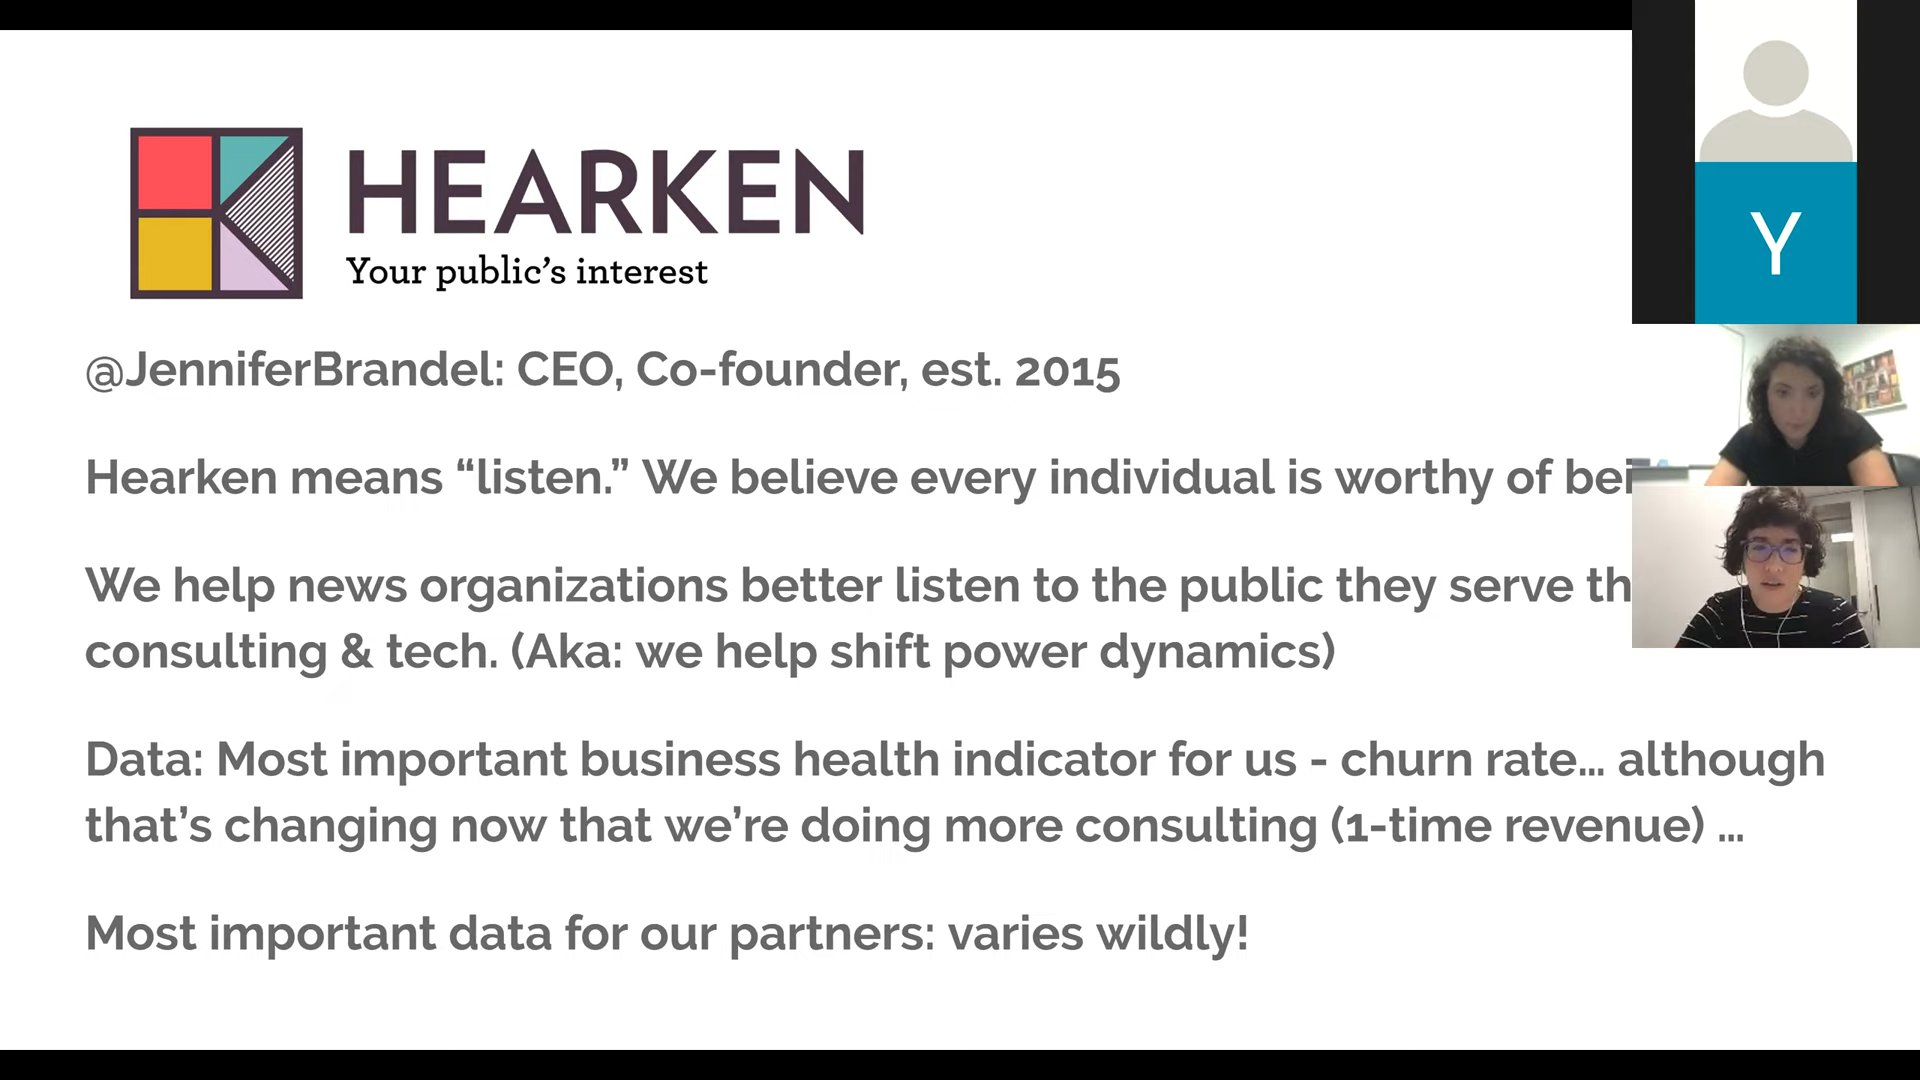 HEARKEN
Your public’s interest
@JenniferBrandel: CEO, Co-founder, est. 2015
Hearken means “listen.” We believe every individual is worthy of
We help news organizations better listen to the public they serve
consulting & tech. (Aka: we help shift power dynamics)
Data: Most important business health indicator for us - churn rate… although
that’s changing now that we’re doing more consulting (1-time revenue) …
Most important data for our partners: varies wildly!
Y